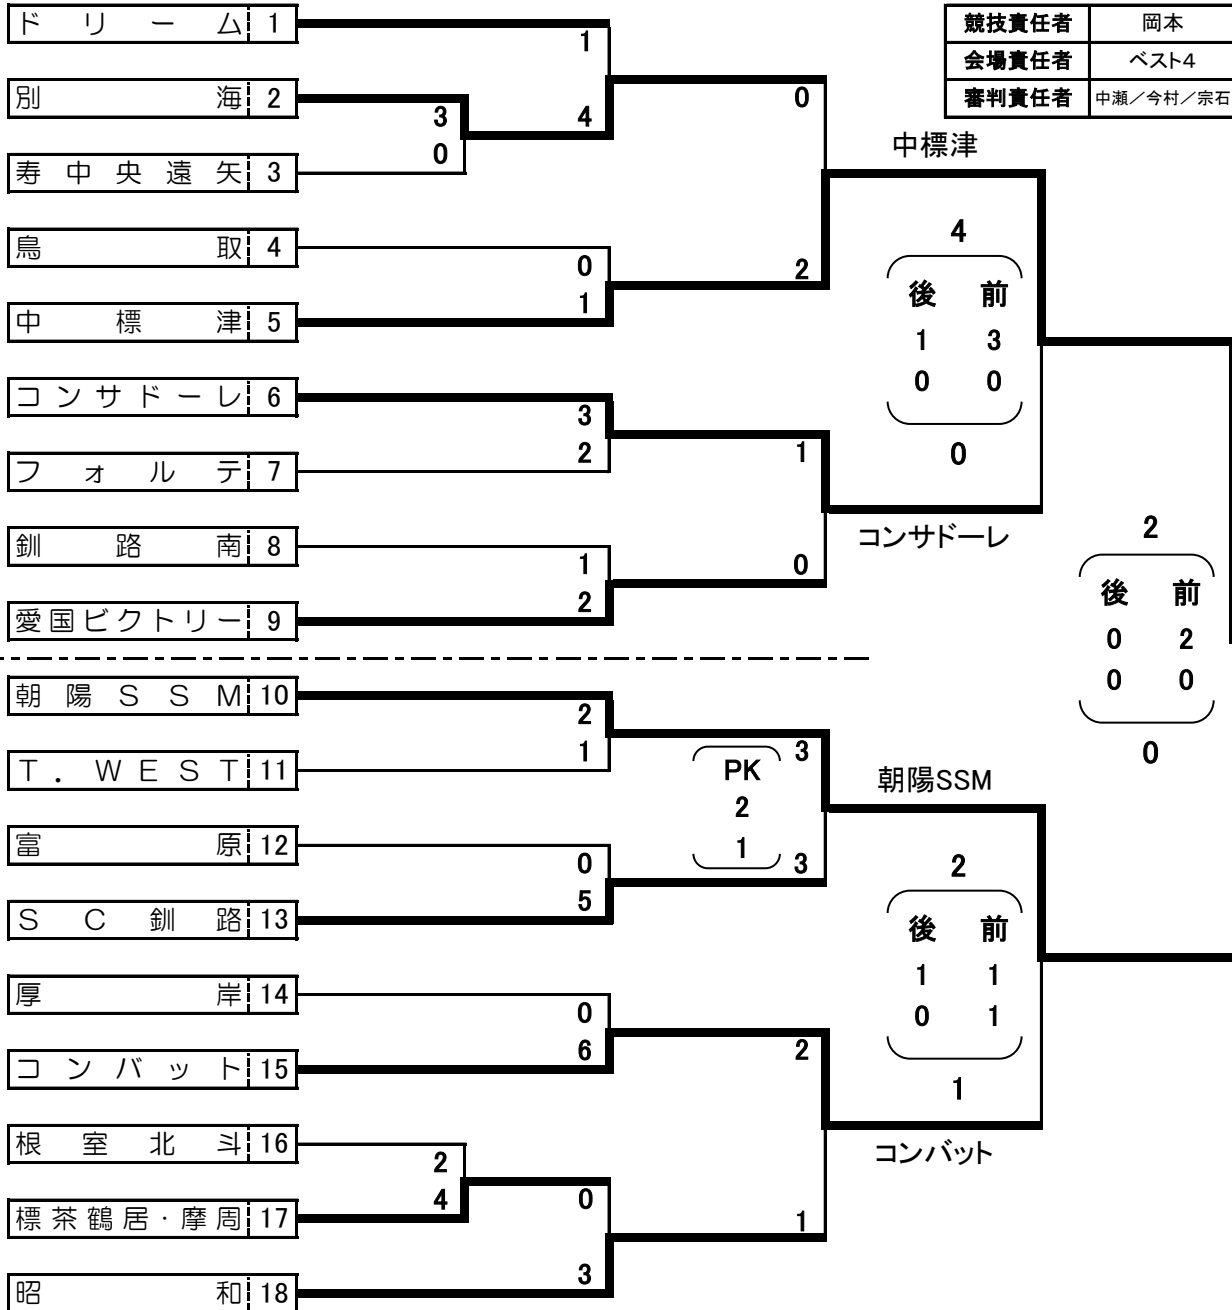 ドリーム 1
競技責任者 岡本
会場責任者 ベスト4
審判責任者 中瀬／今村／宗石
1
別海 2
3
4
0
0
中標津
寿中央遠矢 3
鳥取 4
0
2
4
後 前
中標津 5
1
1 3
0 0
コンサドーレ 6
3
フォルテ 7
2
1
0
釧路南 8
1
0
コンサドーレ
2
愛国ビクトリー 9
2
後 前
0 2
0 0
0
朝陽ＳＳＭ 10
2
Ｔ．ＷＥＳＴ 11
1
PK
3
2
1
3
朝陽SSM
富原 12
0
2
ＳＣ釧路 13
5
後 前
1 1
0 1
1
厚岸 14
0
コンバット 15
6
2
コンバット
根室北斗 16
2
標茶鶴居・摩周 17
4
0
1
昭和 18
3